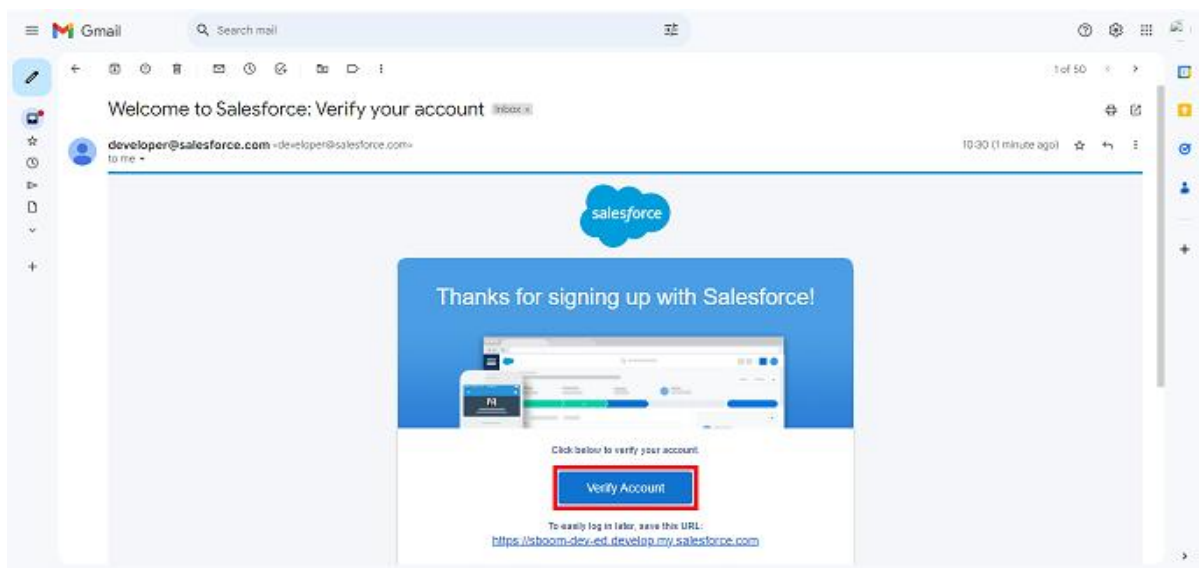 Gmail
Search mail
1 of 50
Welcome to Salesforce: Verify your account Inbox x
developer@salesforce.com <developer@salesforce.com>
10:30 (1 minute ago)
to me
salesforce
Thanks for signing up with Salesforce!
Click below to verify your account.
Verify Account
To easily log in later, save this URL:
https://sboom-dev-ed.develop.my.salesforce.com